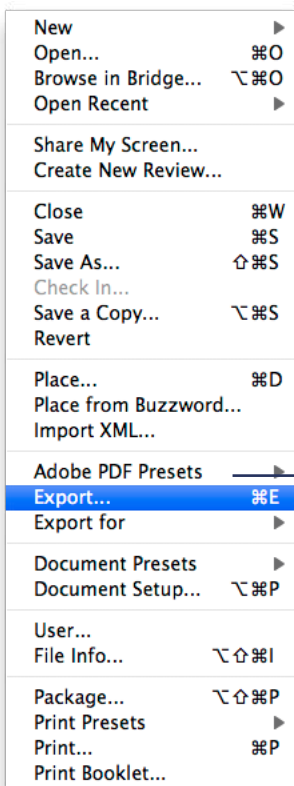 New ▶
Open... ⌘O
Browse in Bridge... ⌥⌘O
Open Recent ▶
Share My Screen...
Create New Review...
Close ⌘W
Save ⌘S
Save As... ⇧⌘S
Check In...
Save a Copy... ⌥⌘S
Revert
Place... ⌘D
Place from Buzzword...
Import XML...
Adobe PDF Presets ▶
Export... ⌘E
Export for ▶
Document Presets ▶
Document Setup... ⌥⌘P
User...
File Info... ⌥⇧⌘I
Package... ⌥⇧⌘P
Print Presets ▶
Print... ⌘P
Print Booklet...